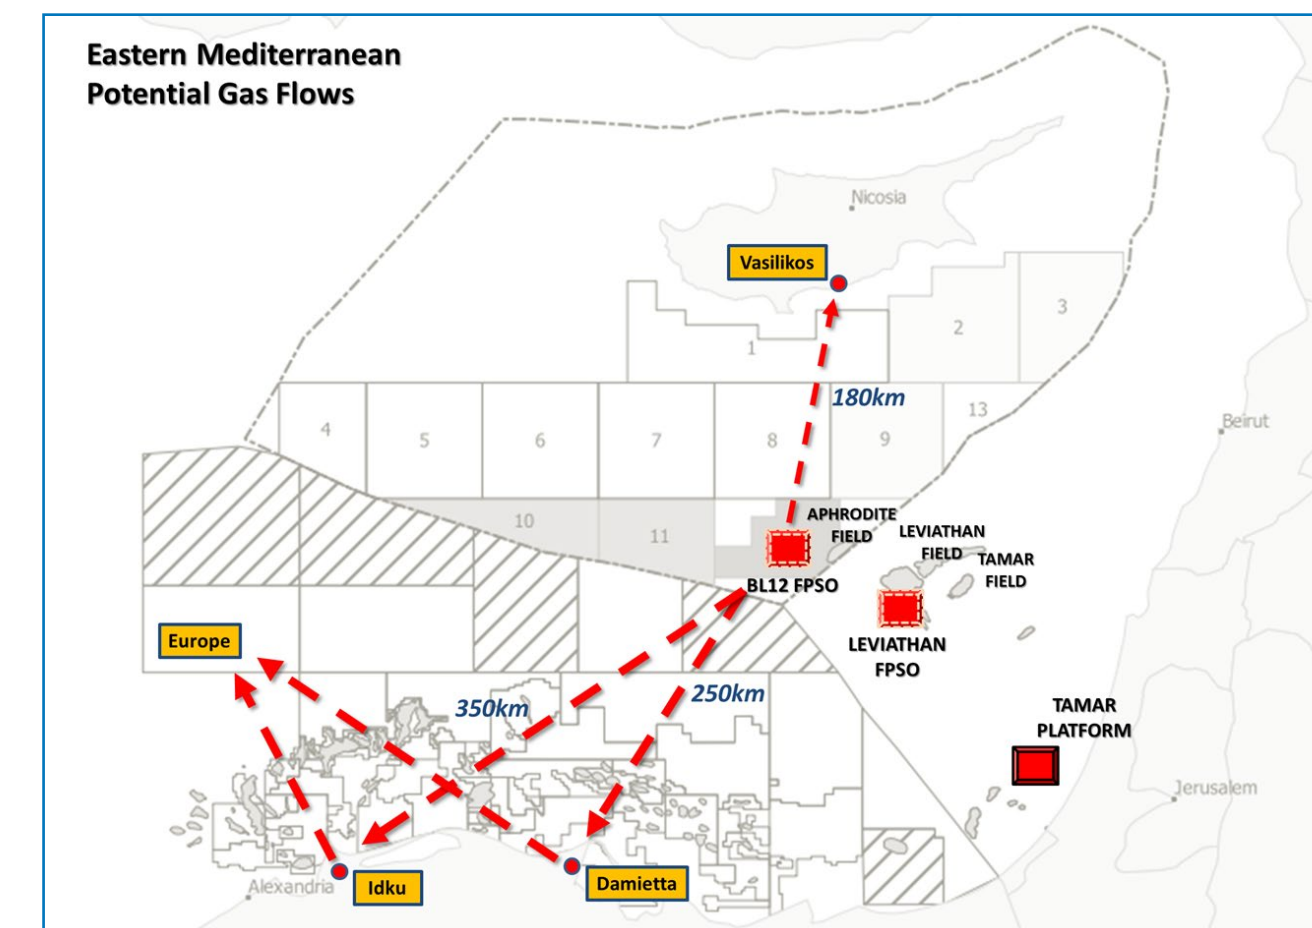 Eastern Mediterranean
Potential Gas Flows
Nicosia
Vasilikos
3
2
1
180km
13
4
5
6
7
8
9
Beirut
10
11
APHRODITE
FIELD
LEVIATHAN
FIELD
TAMAR
FIELD
BL12 FPSO
Europe
LEVIATHAN
FPSO
350km
250km
TAMAR
PLATFORM
Jerusalem
Alexandria
Idku
Damietta